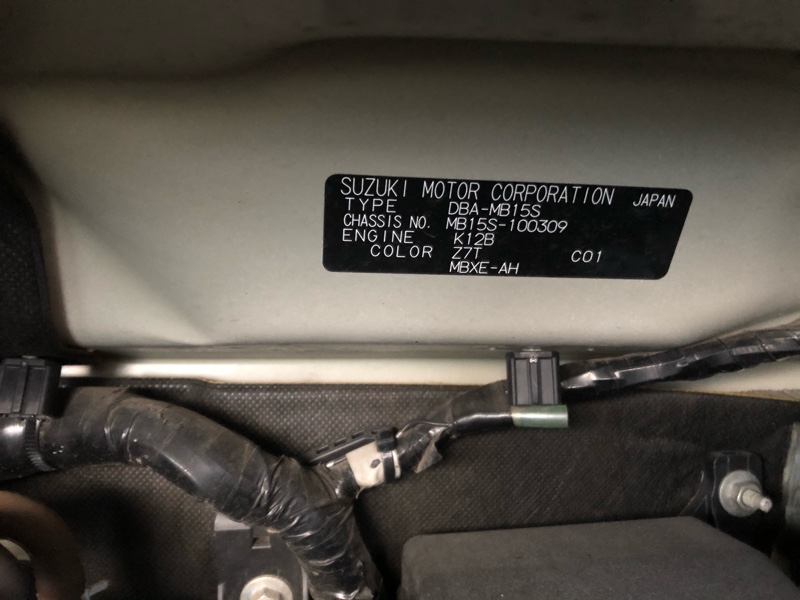 SUZUKI MOTOR CORPORATION JAPAN
TYPE DBA-MB15S
CHASSIS NO. MB15S-100309
ENGINE K12B
COLOR Z7T C01
MBXE-AH